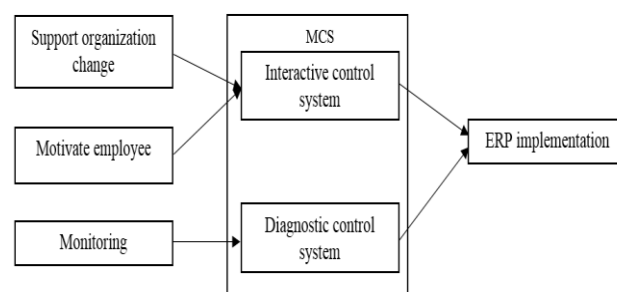 Support organization
change
MCS
Interactive control
system
Motivate employee
ERP implementation
Monitoring
Diagnostic control
system